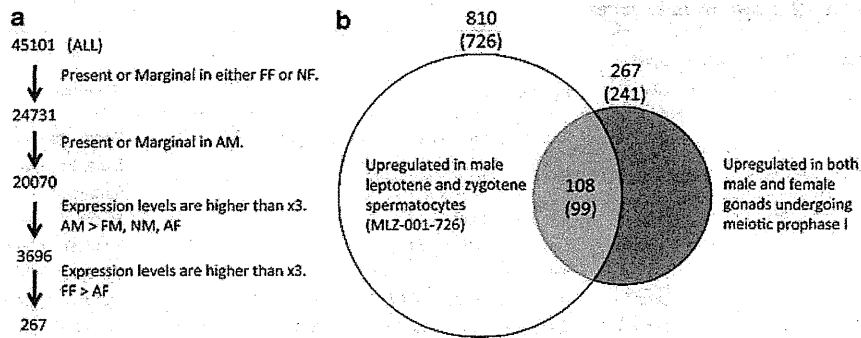 a
45101 (ALL)
Present or Marginal in either FF or NF.
24731
Present or Marginal in AM.
20070
Expression levels are higher than x3.
AM > FM, NM, AF
3696
Expression levels are higher than x3.
FF > AF
267
b
810
(726)
267
(241)
Upregulated in male
leptotene and zygotene
spermatocytes
(MLZ-001-726)
108
(99)
Upregulated in both
male and female
gonads undergoing
meiotic prophase I